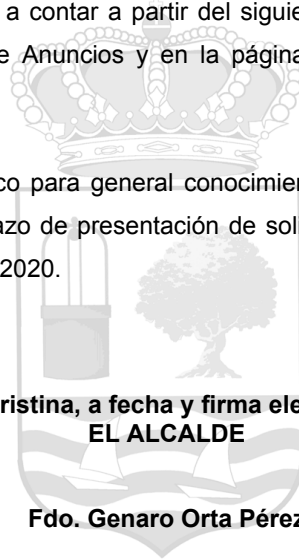 a contar a partir del siguie
e Anuncios y en la página
co para general conocimien
azo de presentación de soli
2020.
ristina, a fecha y firma ele
EL ALCALDE
Fdo. Genaro Orta Pérez